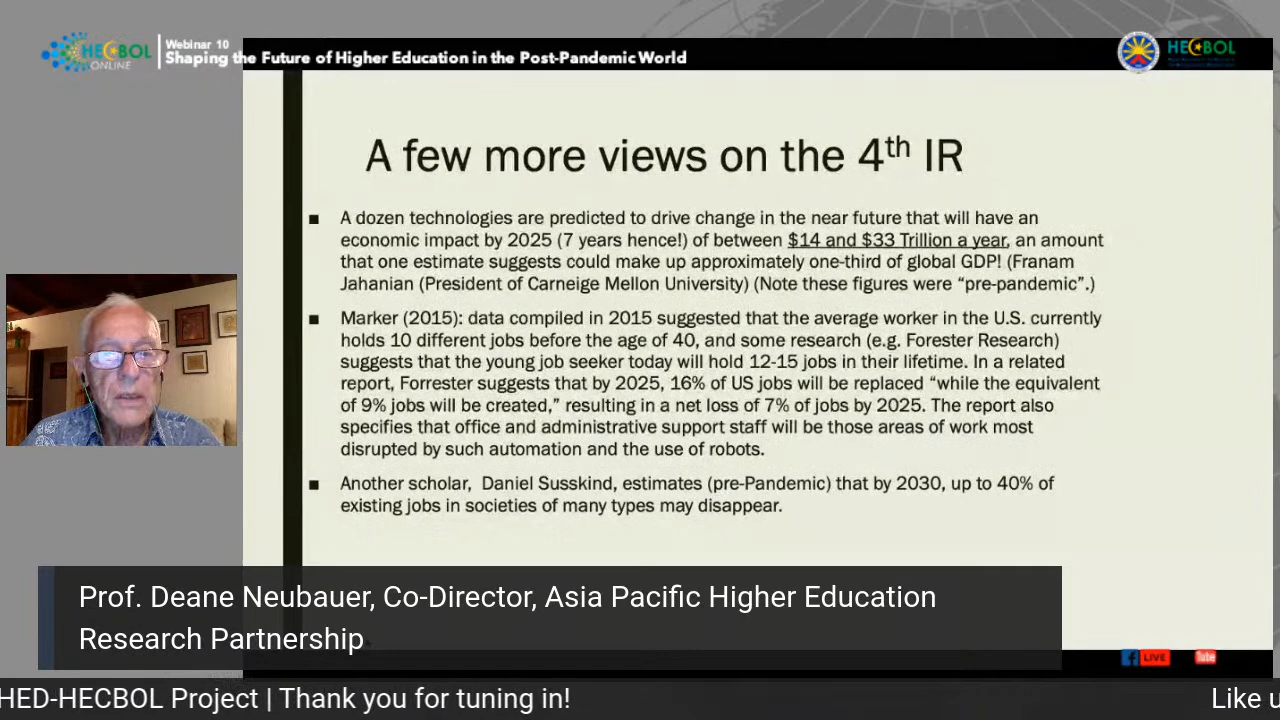 HECBOL
ONLINE
Webinar 10
Shaping the Future of Higher Education in the Post-Pandemic World
HECBOL
A few more views on the 4th IR
■ A dozen technologies are predicted to drive change in the near future that will have an
economic impact by 2025 (7 years hence!) of between $14 and $33 Trillion a year, an amount
that one estimate suggests could make up approximately one-third of global GDP! (Franam
Jahanian (President of Carneige Mellon University) (Note these figures were “pre-pandemic”.)
■ Marker (2015): data compiled in 2015 suggested that the average worker in the U.S. currently
holds 10 different jobs before the age of 40, and some research (e.g. Forester Research)
suggests that the young job seeker today will hold 12-15 jobs in their lifetime. In a related
report, Forrester suggests that by 2025, 16% of US jobs will be replaced “while the equivalent
of 9% jobs will be created,” resulting in a net loss of 7% of jobs by 2025. The report also
specifies that office and administrative support staff will be those areas of work most
disrupted by such automation and the use of robots.
■ Another scholar, Daniel Susskind, estimates (pre-Pandemic) that by 2030, up to 40% of
existing jobs in societies of many types may disappear.
Prof. Deane Neubauer, Co-Director, Asia Pacific Higher Education
Research Partnership
LIVE
Tube
HED-HECBOL Project | Thank you for tuning in!
Like u